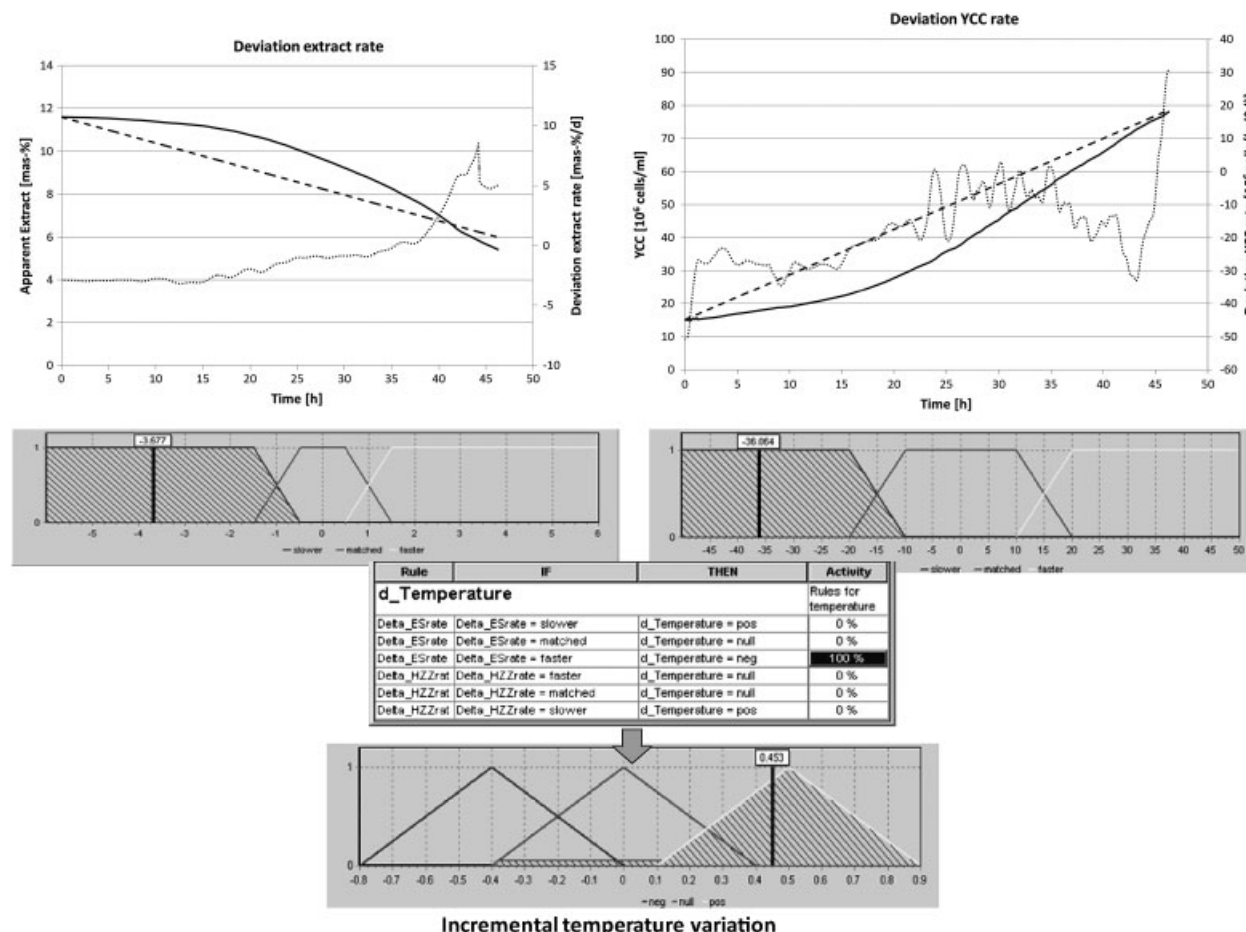 Deviation extract rate
14
12
10
8
6
4
2
0
Apparent Extract [mas-%]
15
10
5
0
-5
-10
Deviation extract rate [mas-%/d]
0 5 10 15 20 25 30 35 40 45 50
Time [h]
Deviation YCC rate
100
90
80
70
60
50
40
30
20
10
0
YCC [10⁶ cells/ml]
40
30
20
10
0
-10
-20
-30
-40
-50
-60
0 5 10 15 20 25 30 35 40 45 50
Time [h]
-3.677
1
0
-5 -4 -3 -2 -1 0 1 2 3 4 5 6
slower matched faster
-36.064
1
0
-45 -40 -35 -30 -25 -20 -15 -10 -5 0 5 10 15 20 25 30 35 40 45 50
slower matched faster
Rule IF THEN Activity
d_Temperature Rules for
temperature
Delta_ESrate Delta_ESrate = slower d_Temperature = pos 0 %
Delta_ESrate Delta_ESrate = matched d_Temperature = null 0 %
Delta_ESrate Delta_ESrate = faster d_Temperature = neg 100 %
Delta_HZZrat Delta_HZZrate = faster d_Temperature = null 0 %
Delta_HZZrat Delta_HZZrate = matched d_Temperature = null 0 %
Delta_HZZrat Delta_HZZrate = slower d_Temperature = pos 0 %
0.453
1
0
-0.8 -0.7 -0.6 -0.5 -0.4 -0.3 -0.2 -0.1 0 0.1 0.2 0.3 0.4 0.5 0.6 0.7 0.8 0.9
neg null pos
Incremental temperature variation